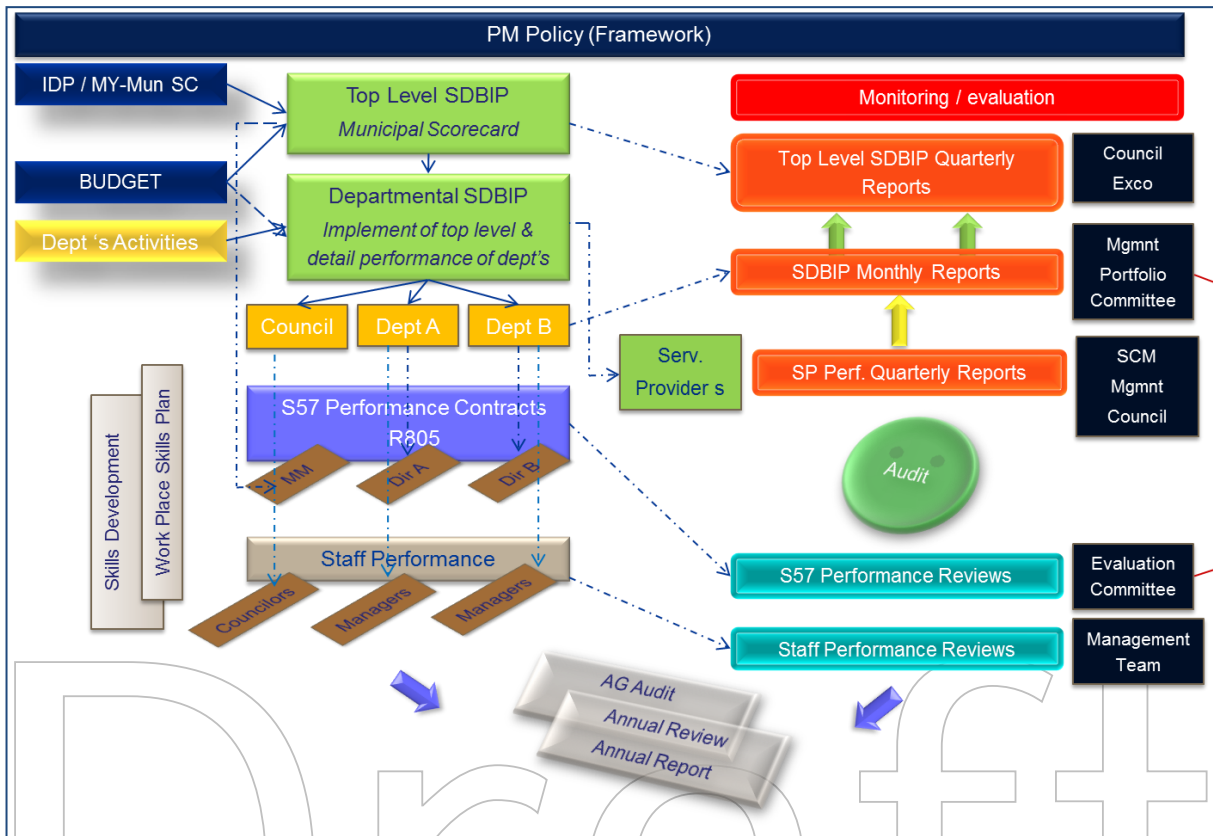 PM Policy (Framework)
IDP / MY-Mun SC
BUDGET
Dept 's Activities
Top Level SDBIP
Municipal Scorecard
Departmental SDBIP
Implement of top level &
detail performance of dept's
Council
Dept A
Dept B
Serv.
Provider s
S57 Performance Contracts
R805
MM
Dir A
Dir B
Staff Performance
Councilors
Managers
Managers
Skills Development
Work Place Skills Plan
Monitoring / evaluation
Top Level SDBIP Quarterly
Reports
Council
Exco
SDBIP Monthly Reports
Mgmnt
Portfolio
Committee
SP Perf. Quarterly Reports
SCM
Mgmnt
Council
Audit
S57 Performance Reviews
Evaluation
Committee
Staff Performance Reviews
Management
Team
AG Audit
Annual Review
Annual Report
Draft